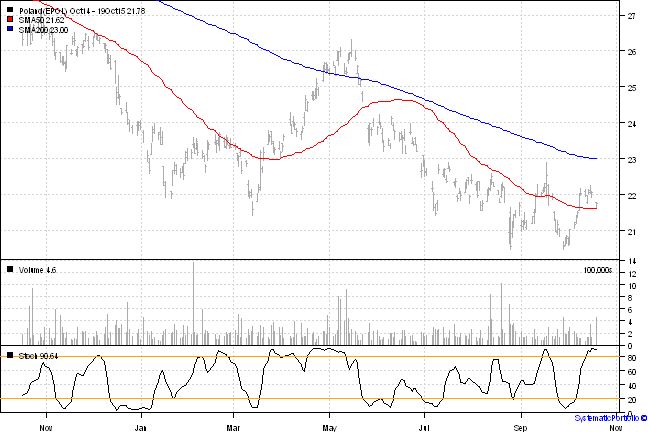 Poland(EPOL) Oct14 - 19Oct15 21.78
SMA50 21.62
SMA200 23.00
27
26
25
24
23
22
21
Volume 4.6
100,000s
14
12
10
8
6
4
2
0
Stoch 90.64
80
60
40
20
0
Nov Jan Mar May Jul Sep Nov
SystematicPortfolio ©